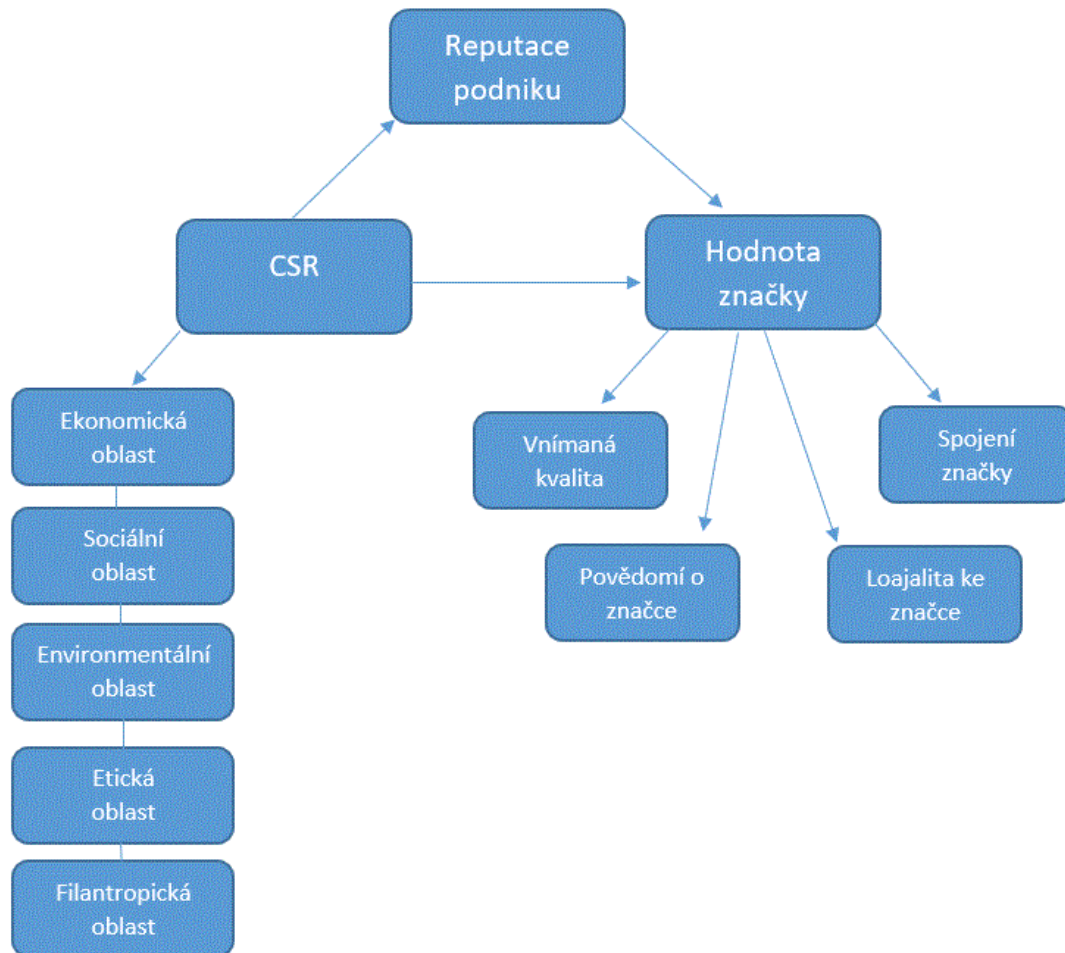 Reputace
podniku
CSR
Hodnota
značky
Ekonomická
oblast
Vnímaná
kvalita
Spojení
značky
Sociální
oblast
Povědomí o
značce
Loajalita ke
značce
Environmentální
oblast
Etická
oblast
Filantropická
oblast